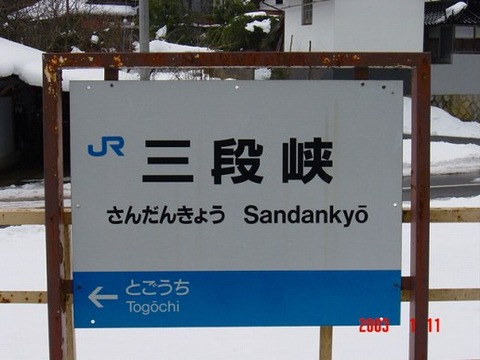 JR 三段峡
さんだんきょう Sandankyō
← とごうち
Togōchi
2003 1 11